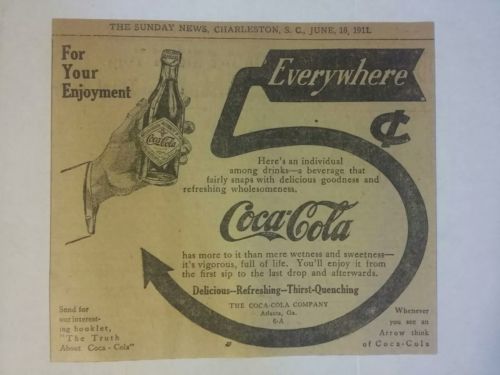 THE SUNDAY NEWS, CHARLESTON, S. C., JUNE, 18, 1911.
For
Your
Enjoyment
Coca-Cola
Everywhere
5¢
Here's an individual
among drinks—a beverage that
fairly snaps with delicious goodness and
refreshing wholesomeness.
Coca-Cola
has more to it than mere wetness and sweetness—
it's vigorous, full of life. You'll enjoy it from
the first sip to the last drop and afterwards.
Delicious--Refreshing--Thirst-Quenching
THE COCA-COLA COMPANY
Atlanta, Ga.
6-A
Send for
our interest-
ing booklet,
"The Truth
About Coca-Cola"
Whenever
you see an
Arrow think
of Coca-Cola